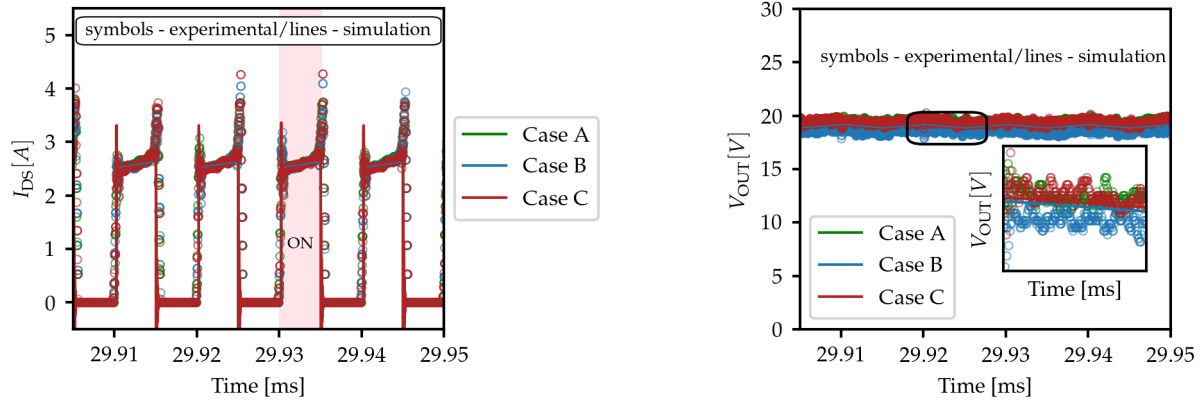 symbols - experimental/lines - simulation
5
4
3
2
1
0
I_DS [A]
ON
29.91
29.92
29.93
29.94
29.95
Time [ms]
Case A
Case B
Case C
30
25
20
15
10
5
0
V_OUT [V]
symbols - experimental/lines - simulation
V_OUT [V]
Time [ms]
Case A
Case B
Case C
29.91
29.92
29.93
29.94
29.95
Time [ms]